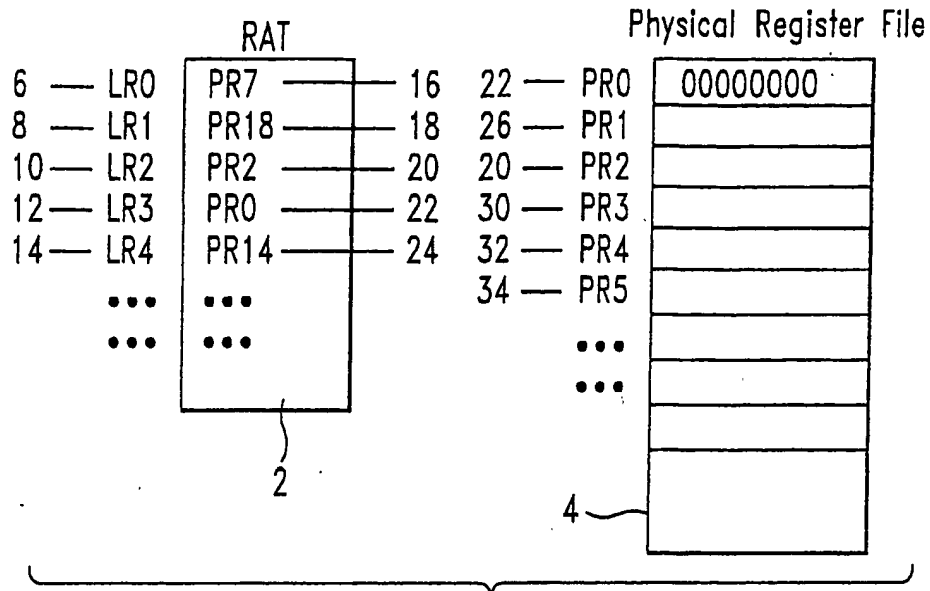 RAT
Physical Register File
6 — LR0 PR7 — 16 22 — PR0 00000000
8 — LR1 PR18 — 18 26 — PR1
10 — LR2 PR2 — 20 20 — PR2
12 — LR3 PR0 — 22 30 — PR3
14 — LR4 PR14 — 24 32 — PR4
34 — PR5
••• ••• •••
••• ••• •••
2
4